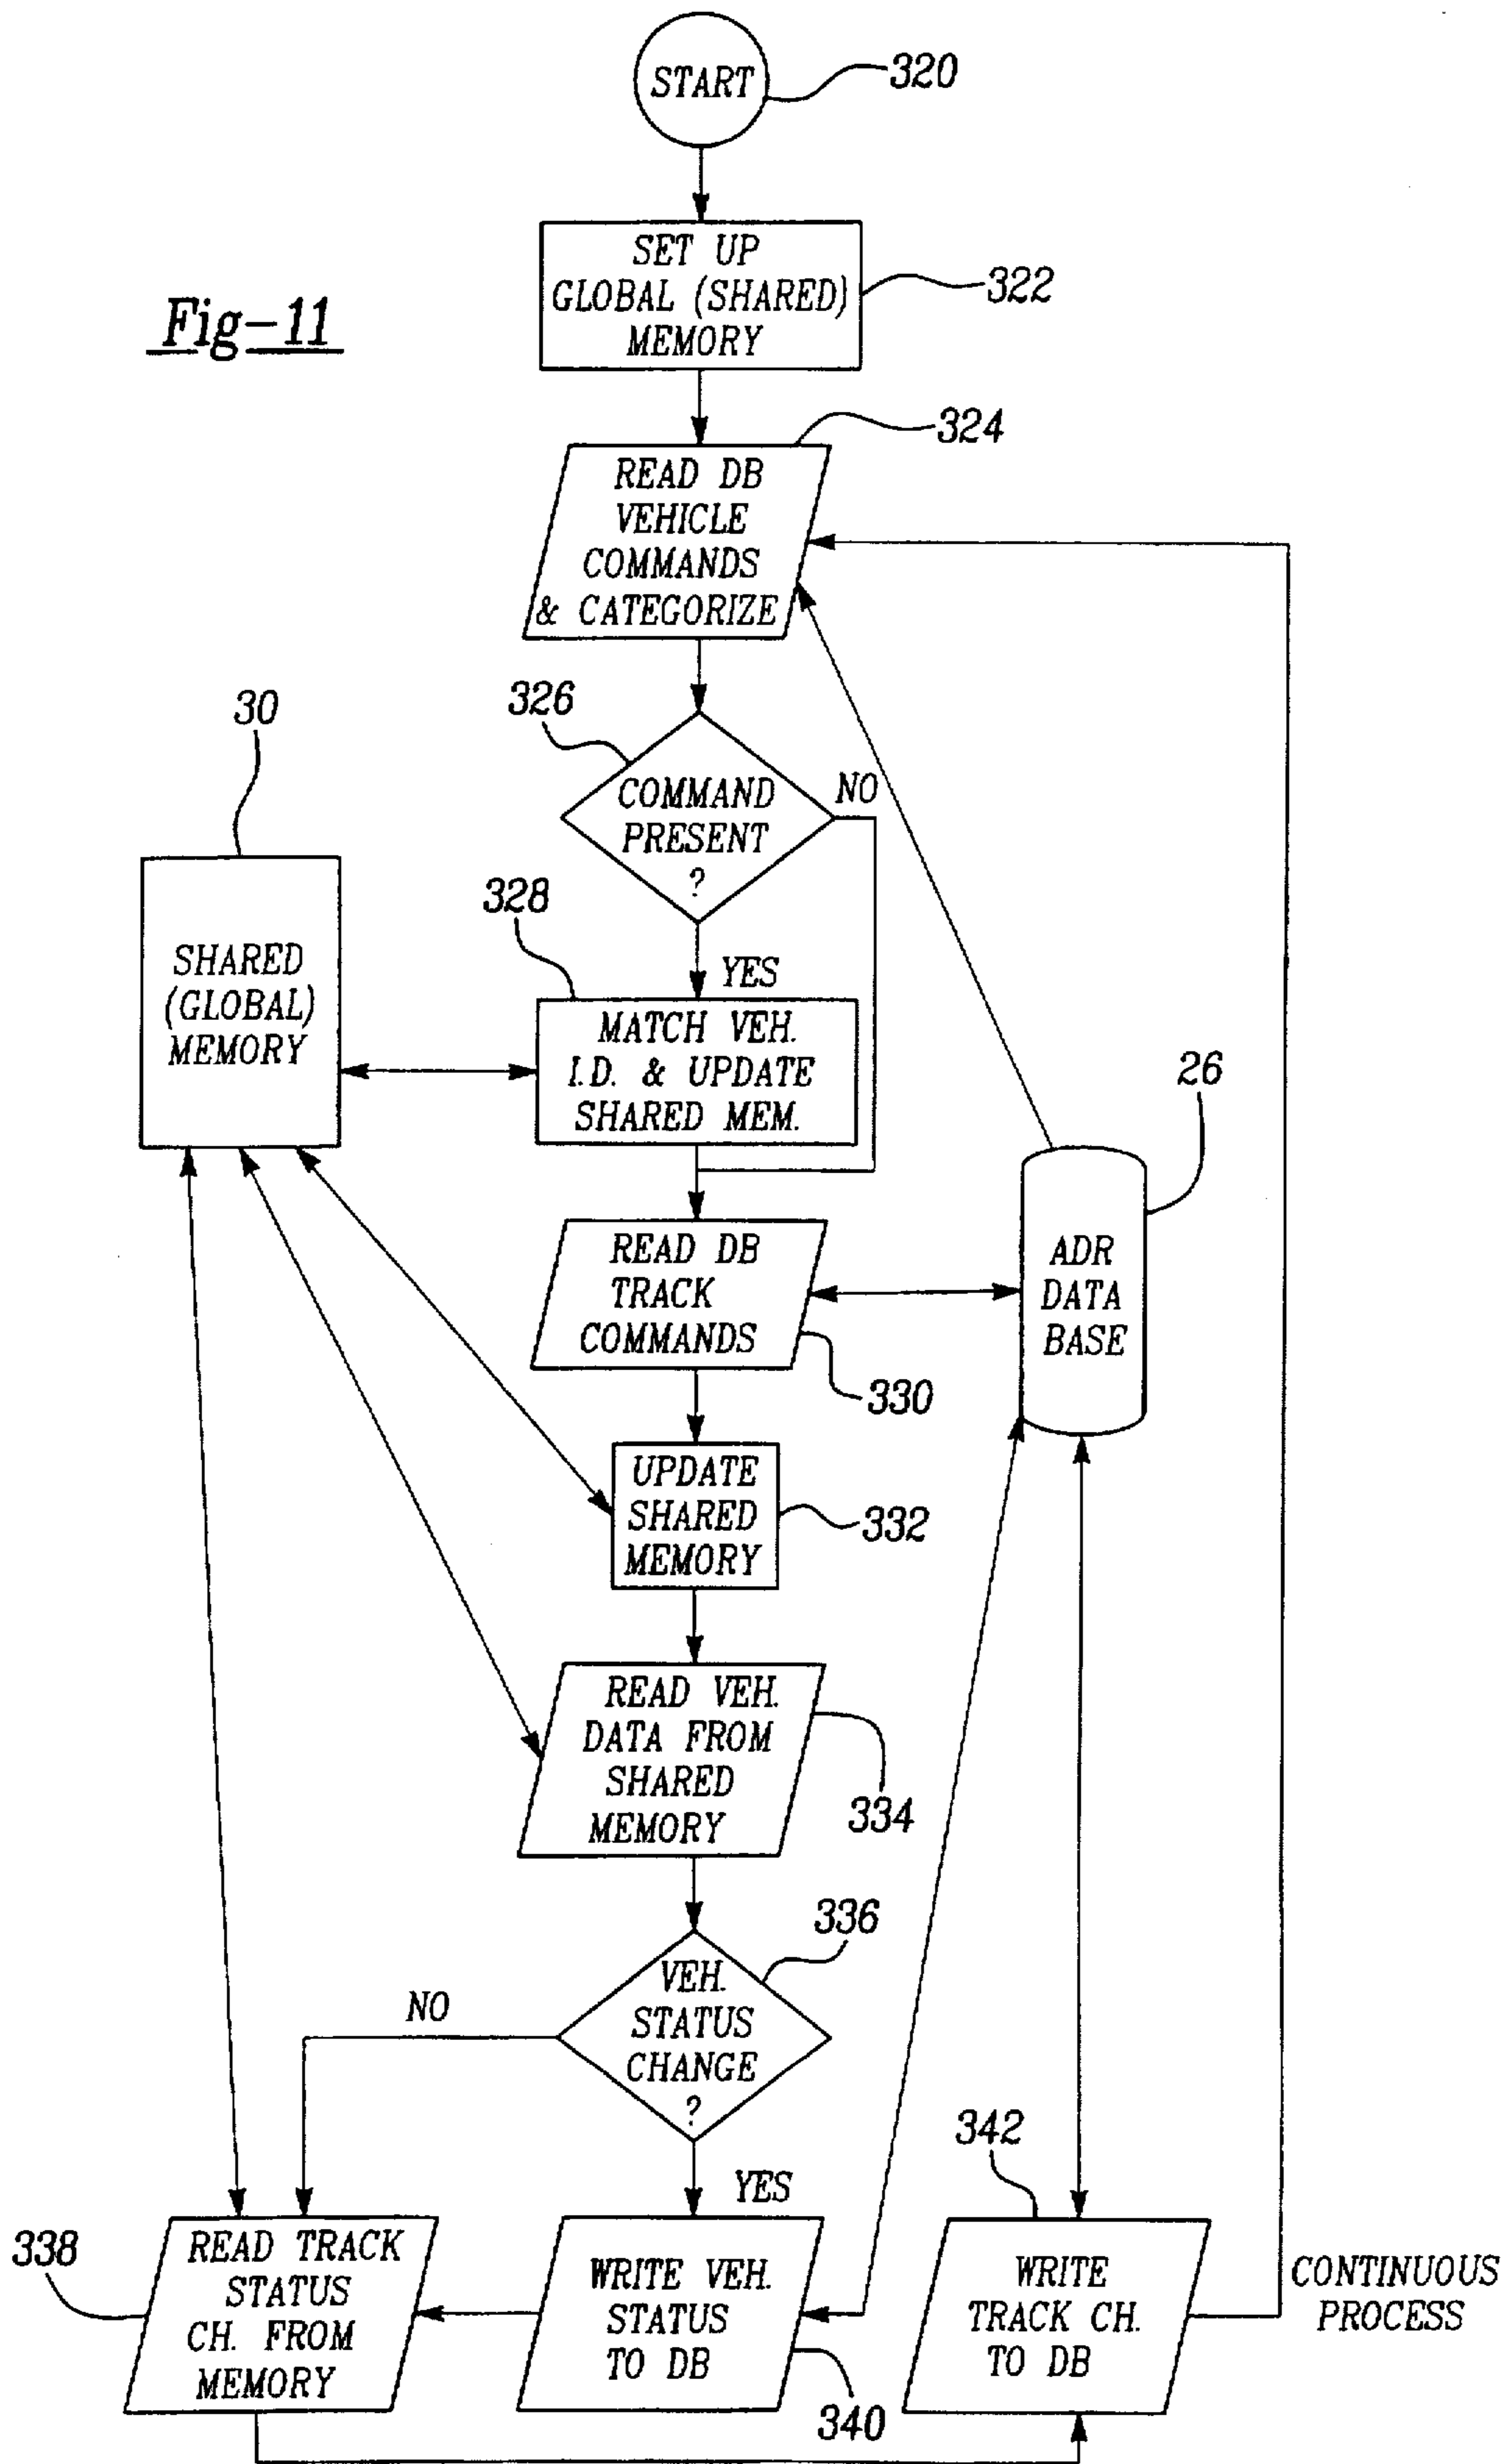 START
320
SET UP
GLOBAL (SHARED)
MEMORY
322
Fig-11
324
READ DB
VEHICLE
COMMANDS
& CATEGORIZE
326
COMMAND
PRESENT
?
NO
YES
30
SHARED
(GLOBAL)
MEMORY
328
MATCH VEH.
I.D. & UPDATE
SHARED MEM.
26
ADR
DATA
BASE
READ DB
TRACK
COMMANDS
330
UPDATE
SHARED
MEMORY
332
READ VEH.
DATA FROM
SHARED
MEMORY
334
336
VEH.
STATUS
CHANGE
?
NO
YES
338
READ TRACK
STATUS
CH. FROM
MEMORY
WRITE VEH.
STATUS
TO DB
340
342
WRITE
TRACK CH.
TO DB
CONTINUOUS
PROCESS